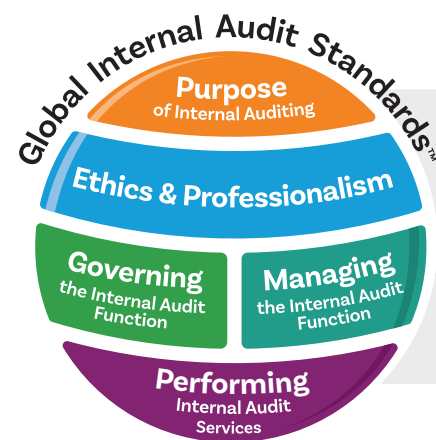 Global Internal Audit Standards™
Purpose
of Internal Auditing
Ethics & Professionalism
Governing
the Internal Audit
Function
Managing
the Internal Audit
Function
Performing
Internal Audit
Services